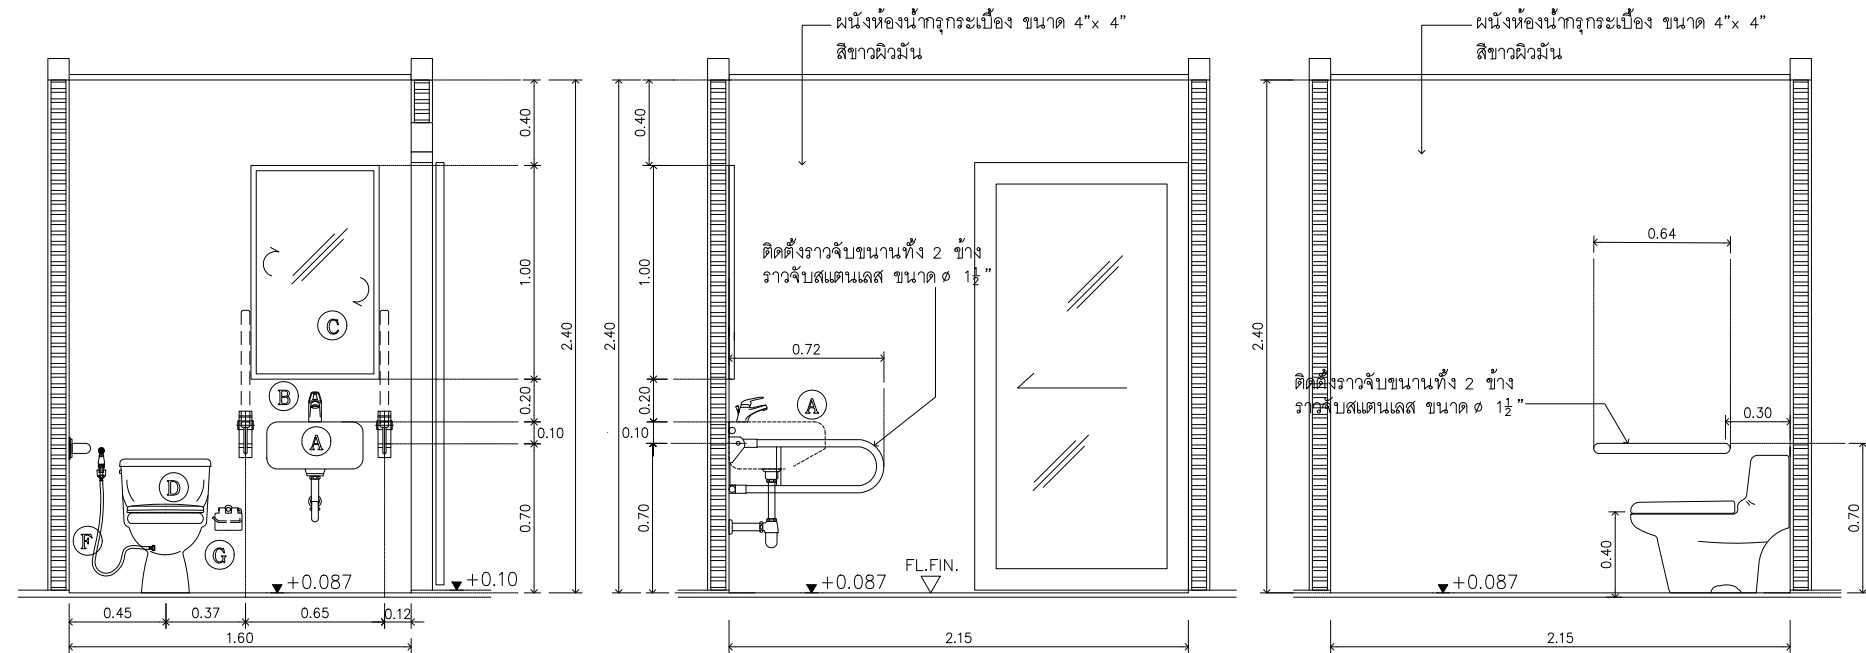 ผนังห้องน้ำกรุกระเบื้อง ขนาด 4”x 4”
สีขาวผิวมัน
ผนังห้องน้ำกรุกระเบื้อง ขนาด 4”x 4”
สีขาวผิวมัน
0.40
1.00
2.40
0.20
0.10
0.70
C
B
A
D
F
G
+0.087
+0.10
0.45
0.37
0.65
0.12
1.60
0.40
1.00
2.40
0.20
0.10
0.70
ติดตั้งราวจับขนานทั้ง 2 ข้าง
ราวจับสแตนเลส ขนาด ø 1½”
0.72
A
FL.FIN.
+0.087
2.15
0.64
2.40
ติดตั้งราวจับขนานทั้ง 2 ข้าง
ราวจับสแตนเลส ขนาด ø 1½”
0.30
0.70
0.40
+0.087
2.15